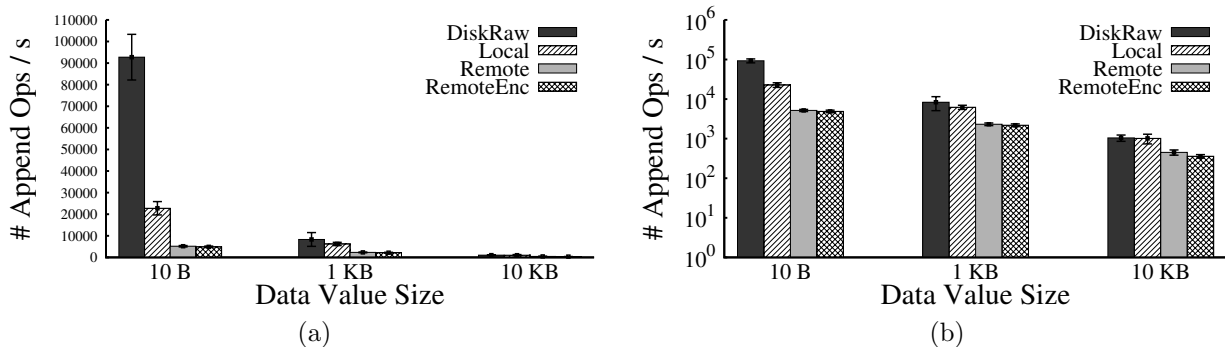 # Append Ops / s
110000
100000
90000
80000
70000
60000
50000
40000
30000
20000
10000
0
DiskRaw
Local
Remote
RemoteEnc
10 B
1 KB
10 KB
Data Value Size
(a)
# Append Ops / s
10^6
10^5
10^4
10^3
10^2
10^1
10^0
DiskRaw
Local
Remote
RemoteEnc
10 B
1 KB
10 KB
Data Value Size
(b)